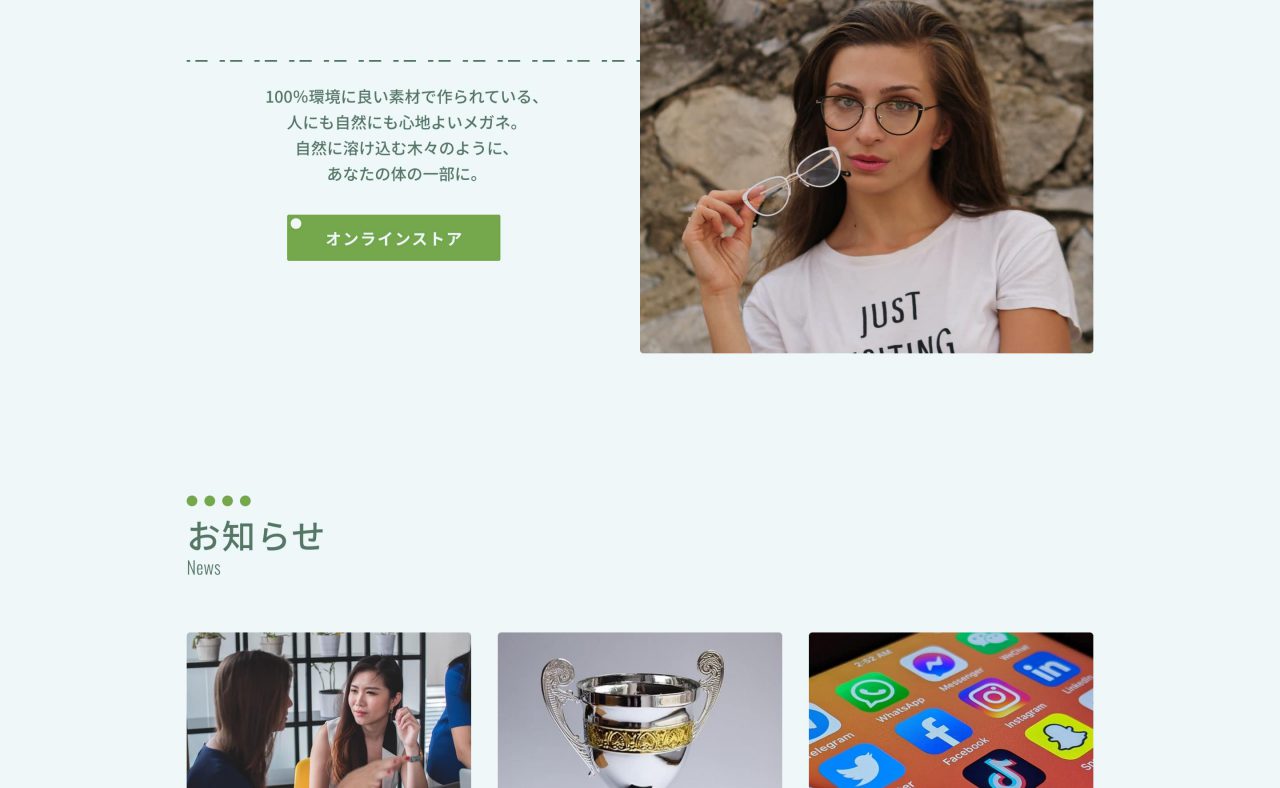 100%環境に良い素材で作られている、
人にも自然にも心地よいメガネ。
自然に溶け込む木々のように、
あなたの体の一部に。
オンラインストア
JUST
お知らせ
News
2:52 AM
WeChat
Messenger
LinkedIn
WhatsApp
Instagram
Facebook